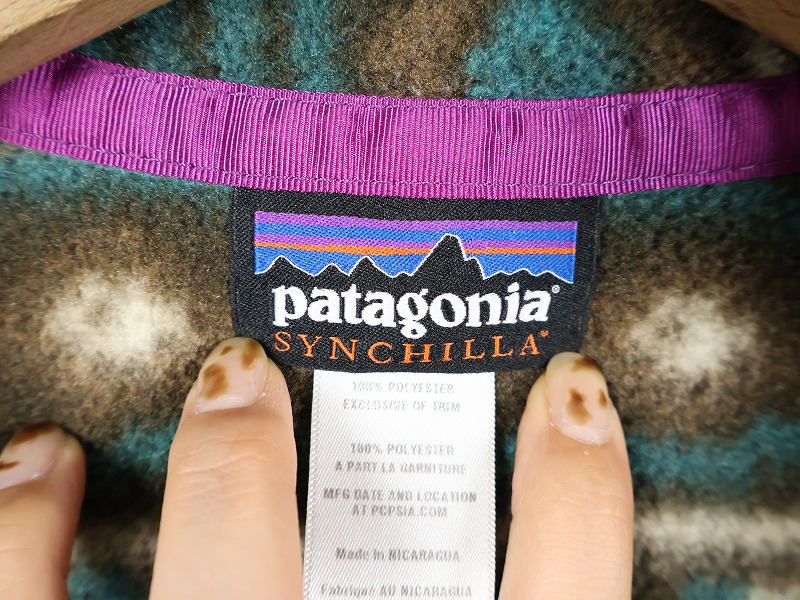 patagonia®
SYNCHILLA®
100% POLYESTER
EXCLUSIVE OF TRIM
100% POLYESTER
A PART LA GARNITURE
MFG DATE AND LOCATION
AT PCPSIA.COM
Made in NICARAGUA
Fabriqué AU NICARAGUA